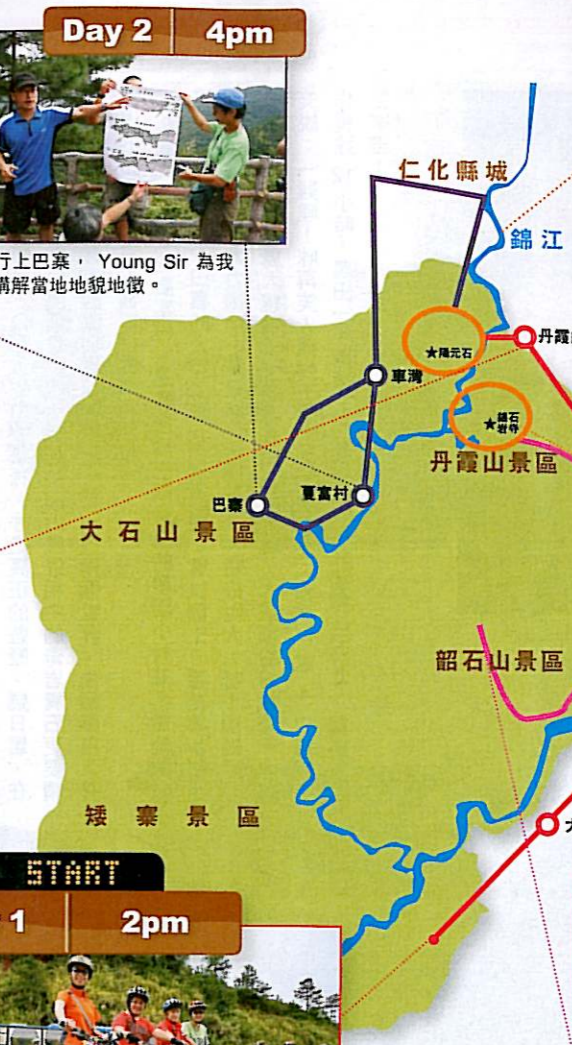 Day 2 4pm
行上巴寨， Young Sir 為我
講解當地地貌地徵。
仁化縣城
錦江
丹霞
★陽元石
車灣
★錦石
岩寺
丹霞山景區
巴寨
夏富村
大石山景區
韶石山景區
矮寨景區
大
START
1 2pm